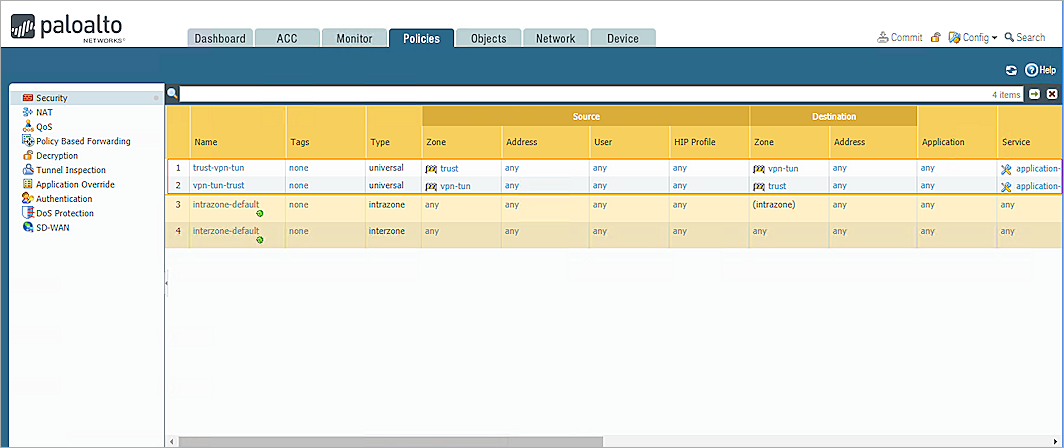 paloalto
NETWORKS®
Dashboard ACC Monitor Policies Objects Network Device
Commit Config Search
Help
Security
NAT
QoS
Policy Based Forwarding
Decryption
Tunnel Inspection
Application Override
Authentication
DoS Protection
SD-WAN
4 items
Source Destination
Name Tags Type Zone Address User HIP Profile Zone Address Application Service
1 trust-vpn-tun none universal trust any any any vpn-tun any any application-
2 vpn-tun-trust none universal vpn-tun any any any trust any any application-
3 intrazone-default none intrazone any any any any (intrazone) any any any
4 interzone-default none interzone any any any any any any any any